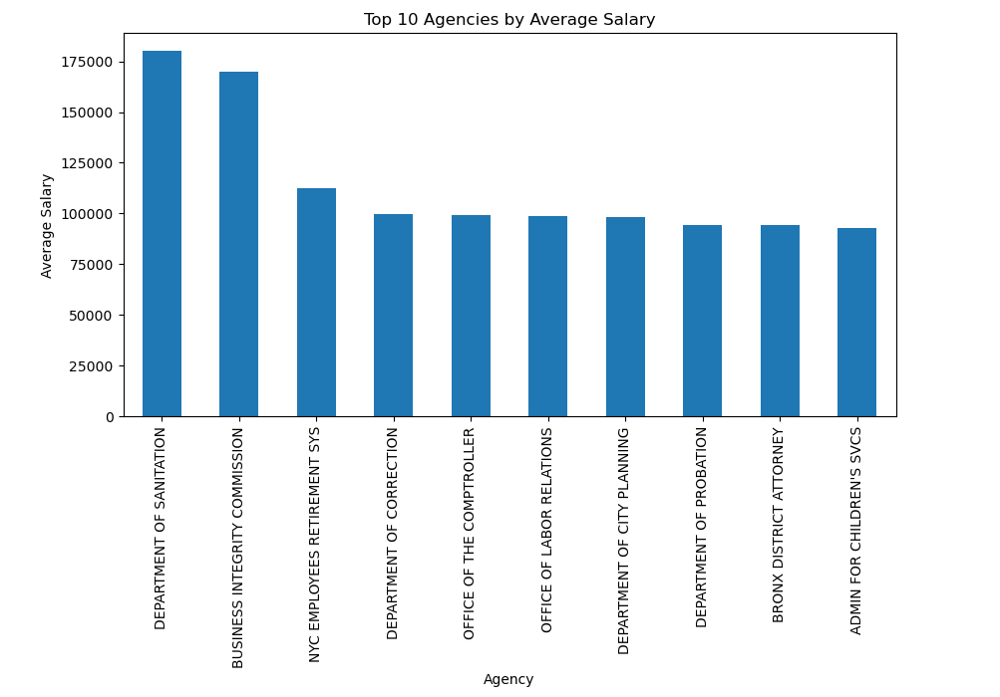 Top 10 Agencies by Average Salary
Average Salary
175000
150000
125000
100000
75000
50000
25000
0
DEPARTMENT OF SANITATION
BUSINESS INTEGRITY COMMISSION
NYC EMPLOYEES RETIREMENT SYS
DEPARTMENT OF CORRECTION
OFFICE OF THE COMPTROLLER
OFFICE OF LABOR RELATIONS
DEPARTMENT OF CITY PLANNING
DEPARTMENT OF PROBATION
BRONX DISTRICT ATTORNEY
ADMIN FOR CHILDREN'S SVCS
Agency